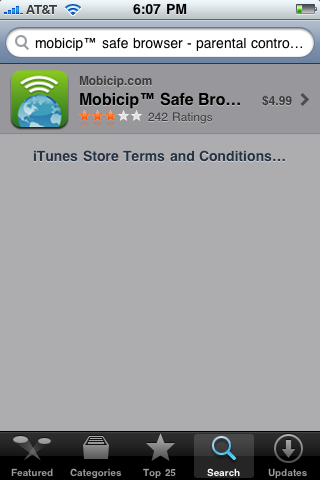 AT&T 6:07 PM
mobicip™ safe browser - parental contro...
Mobicip.com
Mobicip™ Safe Bro... $4.99
242 Ratings
iTunes Store Terms and Conditions...
Featured Categories Top 25 Search Updates